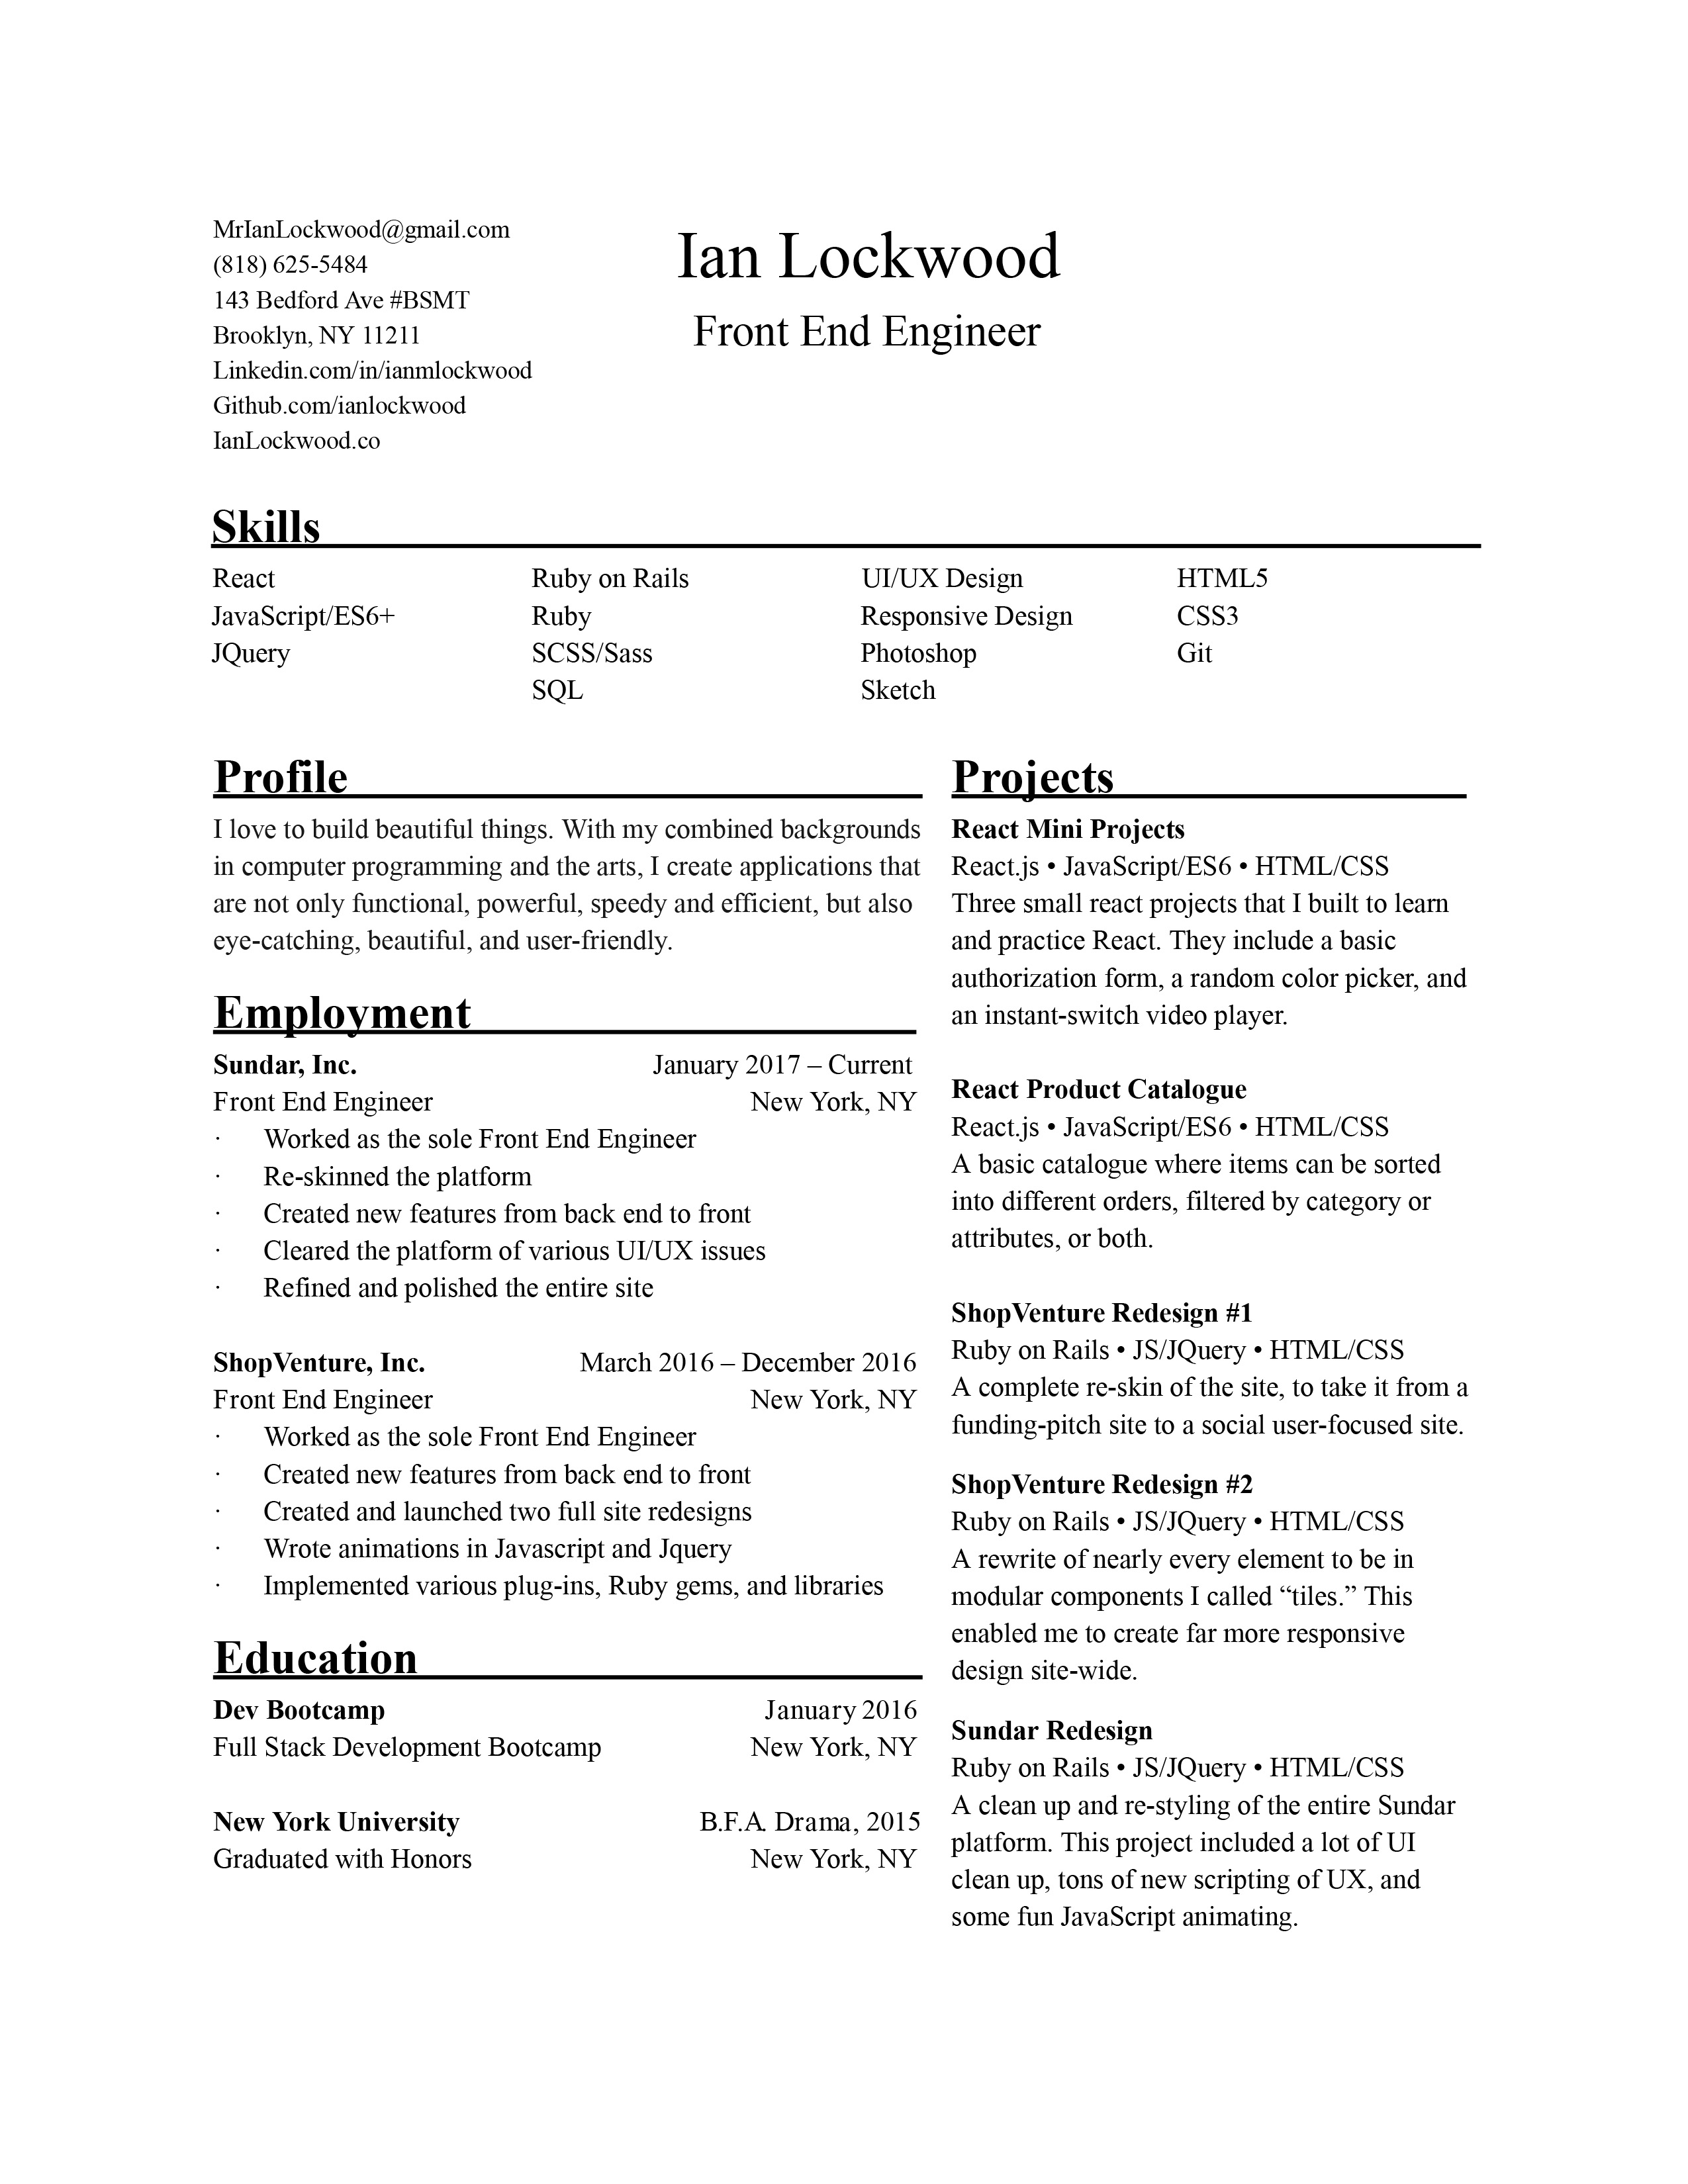 MrIanLockwood@gmail.com
(818) 625-5484
143 Bedford Ave #BSMT
Brooklyn, NY 11211
Linkedin.com/in/ianmlockwood
Github.com/ianlockwood
IanLockwood.co
Ian Lockwood
Front End Engineer
Skills
React
JavaScript/ES6+
JQuery
Ruby on Rails
Ruby
SCSS/Sass
SQL
UI/UX Design
Responsive Design
Photoshop
Sketch
HTML5
CSS3
Git
Profile
I love to build beautiful things. With my combined backgrounds
in computer programming and the arts, I create applications that
are not only functional, powerful, speedy and efficient, but also
eye-catching, beautiful, and user-friendly.
Employment
Sundar, Inc. January 2017 – Current
Front End Engineer New York, NY
· Worked as the sole Front End Engineer
· Re-skinned the platform
· Created new features from back end to front
· Cleared the platform of various UI/UX issues
· Refined and polished the entire site
ShopVenture, Inc. March 2016 – December 2016
Front End Engineer New York, NY
· Worked as the sole Front End Engineer
· Created new features from back end to front
· Created and launched two full site redesigns
· Wrote animations in Javascript and Jquery
· Implemented various plug-ins, Ruby gems, and libraries
Education
Dev Bootcamp January 2016
Full Stack Development Bootcamp New York, NY
New York University B.F.A. Drama, 2015
Graduated with Honors New York, NY
Projects
React Mini Projects
React.js • JavaScript/ES6 • HTML/CSS
Three small react projects that I built to learn
and practice React. They include a basic
authorization form, a random color picker, and
an instant-switch video player.
React Product Catalogue
React.js • JavaScript/ES6 • HTML/CSS
A basic catalogue where items can be sorted
into different orders, filtered by category or
attributes, or both.
ShopVenture Redesign #1
Ruby on Rails • JS/JQuery • HTML/CSS
A complete re-skin of the site, to take it from a
funding-pitch site to a social user-focused site.
ShopVenture Redesign #2
Ruby on Rails • JS/JQuery • HTML/CSS
A rewrite of nearly every element to be in
modular components I called “tiles.” This
enabled me to create far more responsive
design site-wide.
Sundar Redesign
Ruby on Rails • JS/JQuery • HTML/CSS
A clean up and re-styling of the entire Sundar
platform. This project included a lot of UI
clean up, tons of new scripting of UX, and
some fun JavaScript animating.